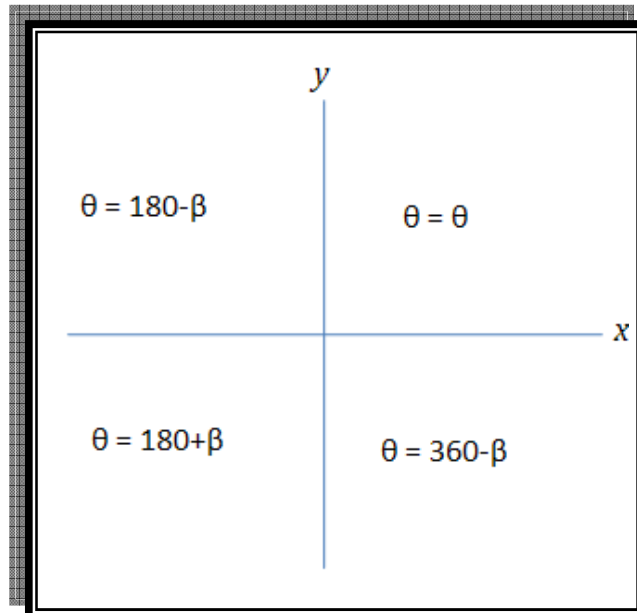 y
θ = 180-β
θ = θ
x
θ = 180+β
θ = 360-β